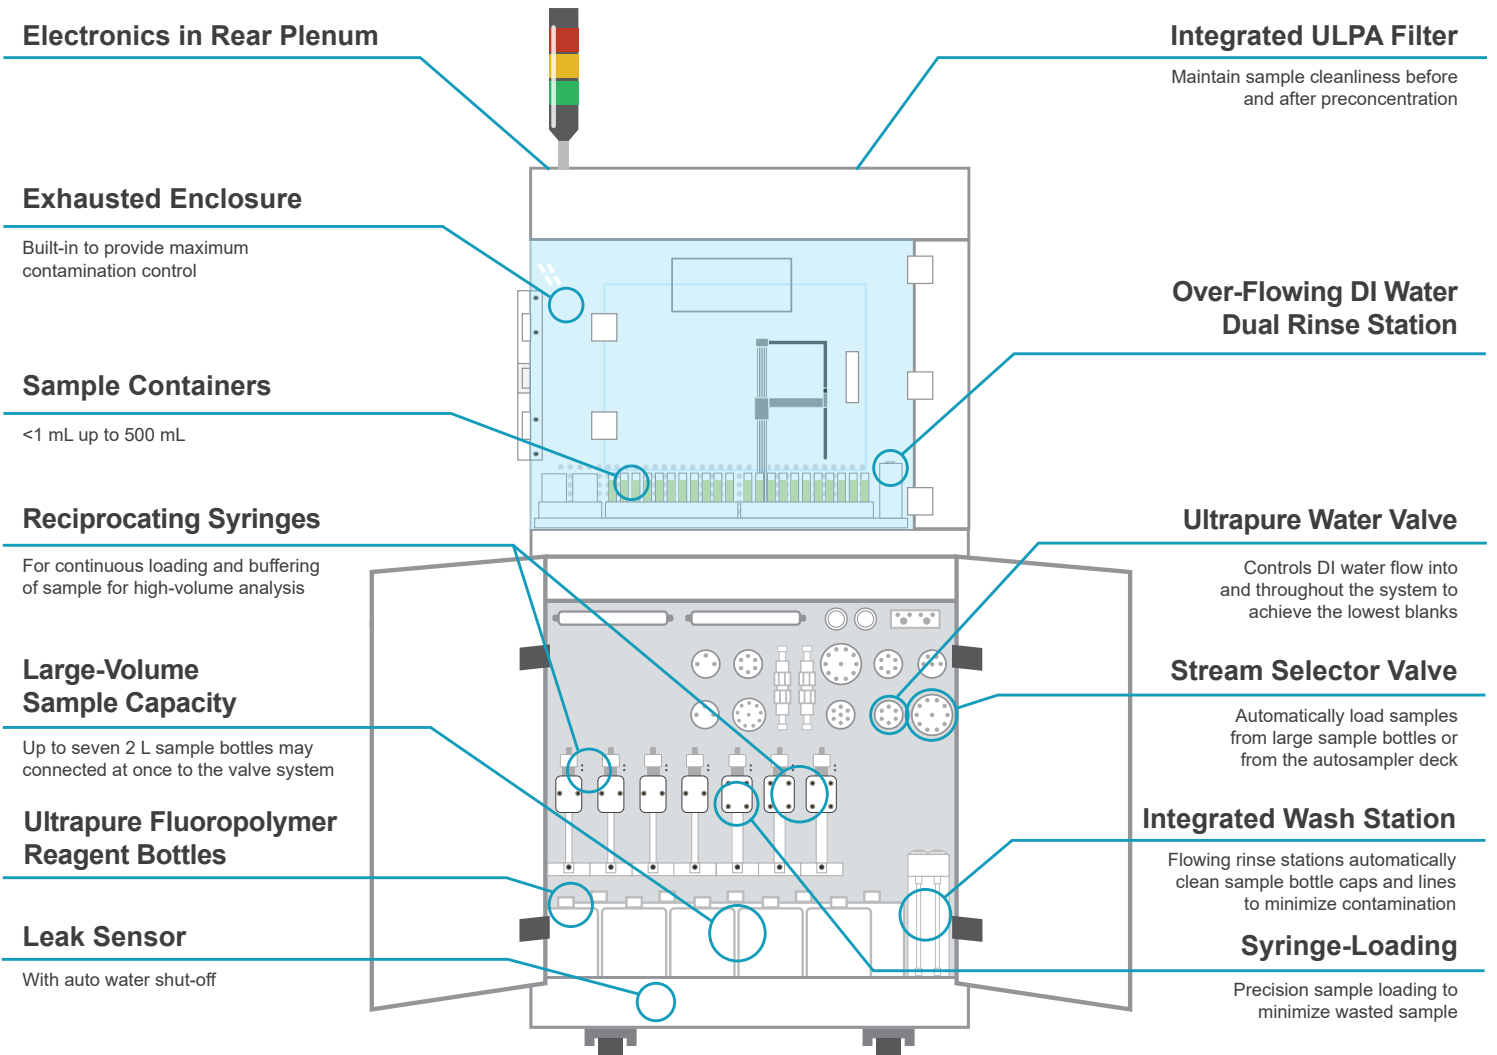 Electronics in Rear Plenum
Exhausted Enclosure
Built-in to provide maximum
contamination control
Sample Containers
<1 mL up to 500 mL
Reciprocating Syringes
For continuous loading and buffering
of sample for high-volume analysis
Large-Volume
Sample Capacity
Up to seven 2 L sample bottles may
connected at once to the valve system
Ultrapure Fluoropolymer
Reagent Bottles
Leak Sensor
With auto water shut-off
Integrated ULPA Filter
Maintain sample cleanliness before
and after preconcentration
Over-Flowing DI Water
Dual Rinse Station
Ultrapure Water Valve
Controls DI water flow into
and throughout the system to
achieve the lowest blanks
Stream Selector Valve
Automatically load samples
from large sample bottles or
from the autosampler deck
Integrated Wash Station
Flowing rinse stations automatically
clean sample bottle caps and lines
to minimize contamination
Syringe-Loading
Precision sample loading to
minimize wasted sample